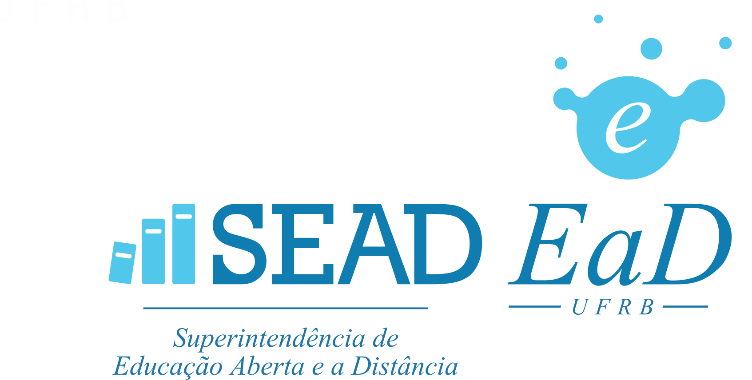 e
SEAD EaD
UFRB
Superintendência de
Educação Aberta e a Distância